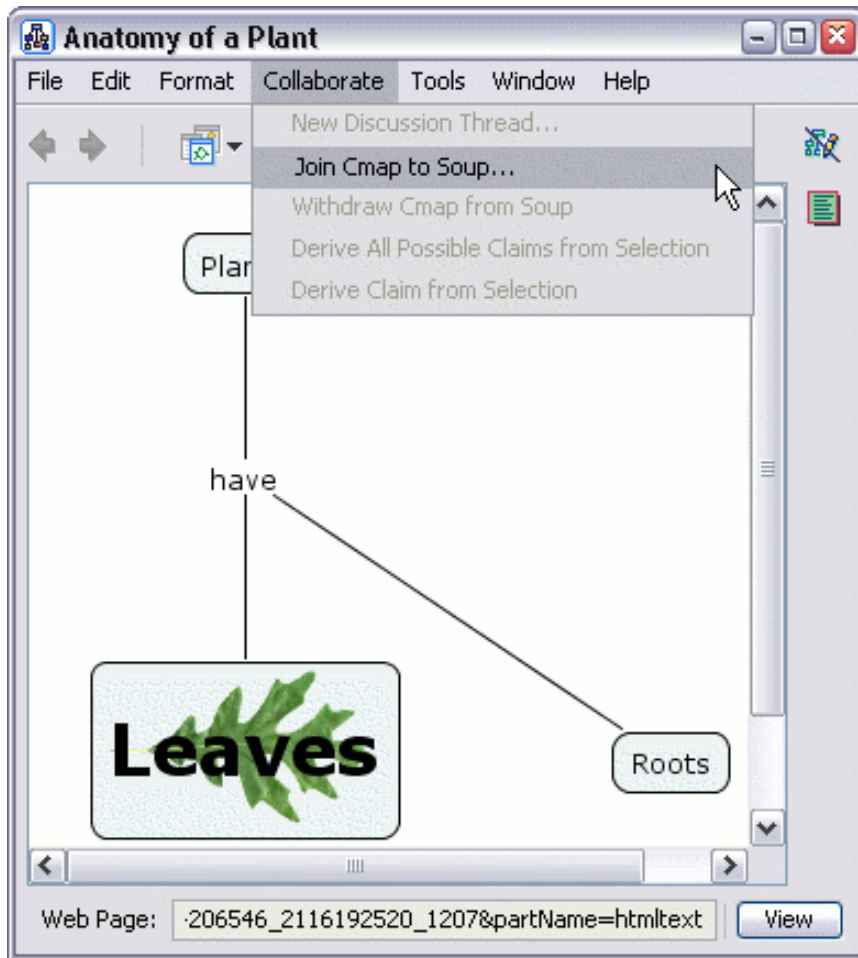 Anatomy of a Plant
File Edit Format Collaborate Tools Window Help
New Discussion Thread...
Join Cmap to Soup...
Withdraw Cmap from Soup
Derive All Possible Claims from Selection
Derive Claim from Selection
Plan
have
Leaves
Roots
Web Page: -206546_2116192520_1207&partName=htmltext View